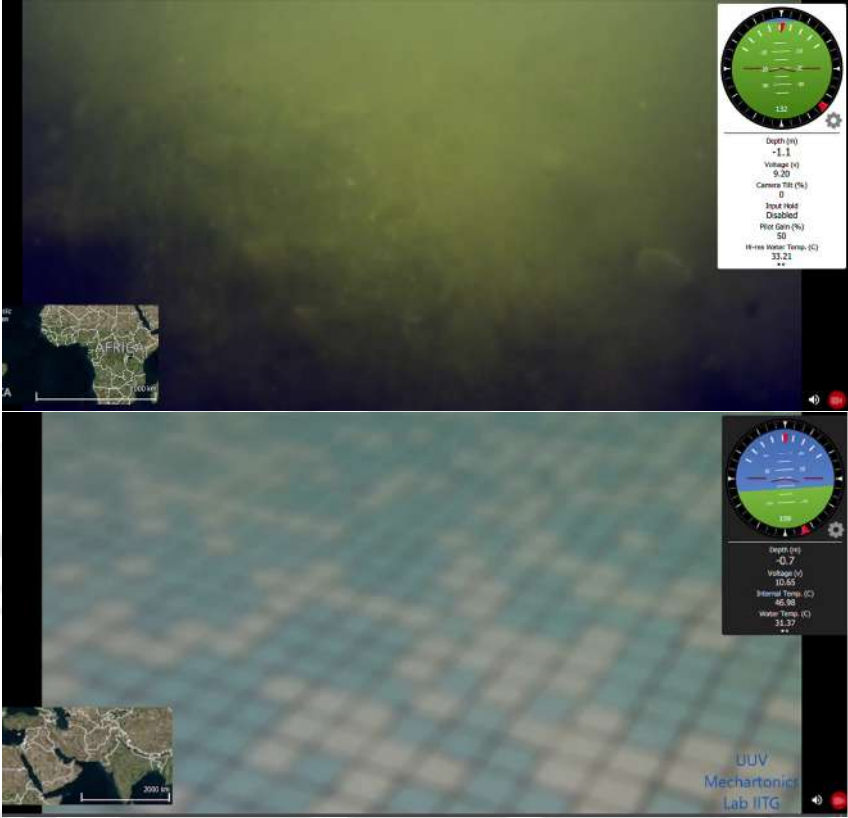 132
Depth (m)
-1.1
Voltage (v)
9.20
Camera Tilt (%)
0
Input Hold
Disabled
Pilot Gain (%)
50
Hi-res Water Temp. (C)
33.21
AFRICA
KA
Depth (m)
-0.7
Voltage (v)
10.65
Internal Temp. (C)
46.98
Water Temp. (C)
31.37
2000 km
UUV
Mechartonics
Lab IITG